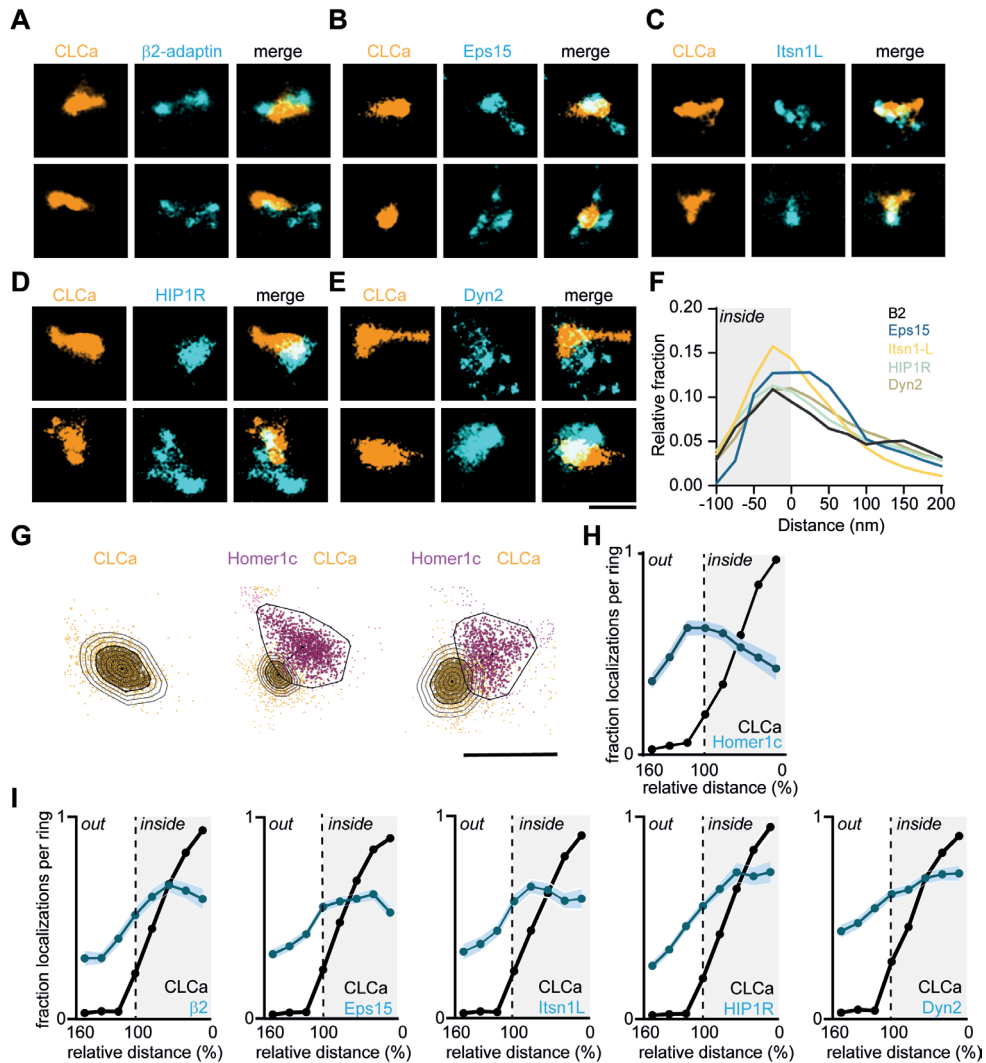 A
CLCa β2-adaptin merge
B
CLCa Eps15 merge
C
CLCa Itsn1L merge
D
CLCa HIP1R merge
E
CLCa Dyn2 merge
F
inside
B2
Eps15
Itsn1-L
HIP1R
Dyn2
Relative fraction
0.20
0.15
0.10
0.05
0.00
-100 -50 0 50 100 150 200
Distance (nm)
G
CLCa
Homer1c CLCa
Homer1c CLCa
H
fraction localizations per ring
1
0
out inside
CLCa
Homer1c
160 100 0
relative distance (%)
I
fraction localizations per ring
1
0
out inside
CLCa
β2
160 100 0
relative distance (%)
1
0
out inside
CLCa
Eps15
160 100 0
relative distance (%)
1
0
out inside
CLCa
Itsn1L
160 100 0
relative distance (%)
1
0
out inside
CLCa
HIP1R
160 100 0
relative distance (%)
1
0
out inside
CLCa
Dyn2
160 100 0
relative distance (%)